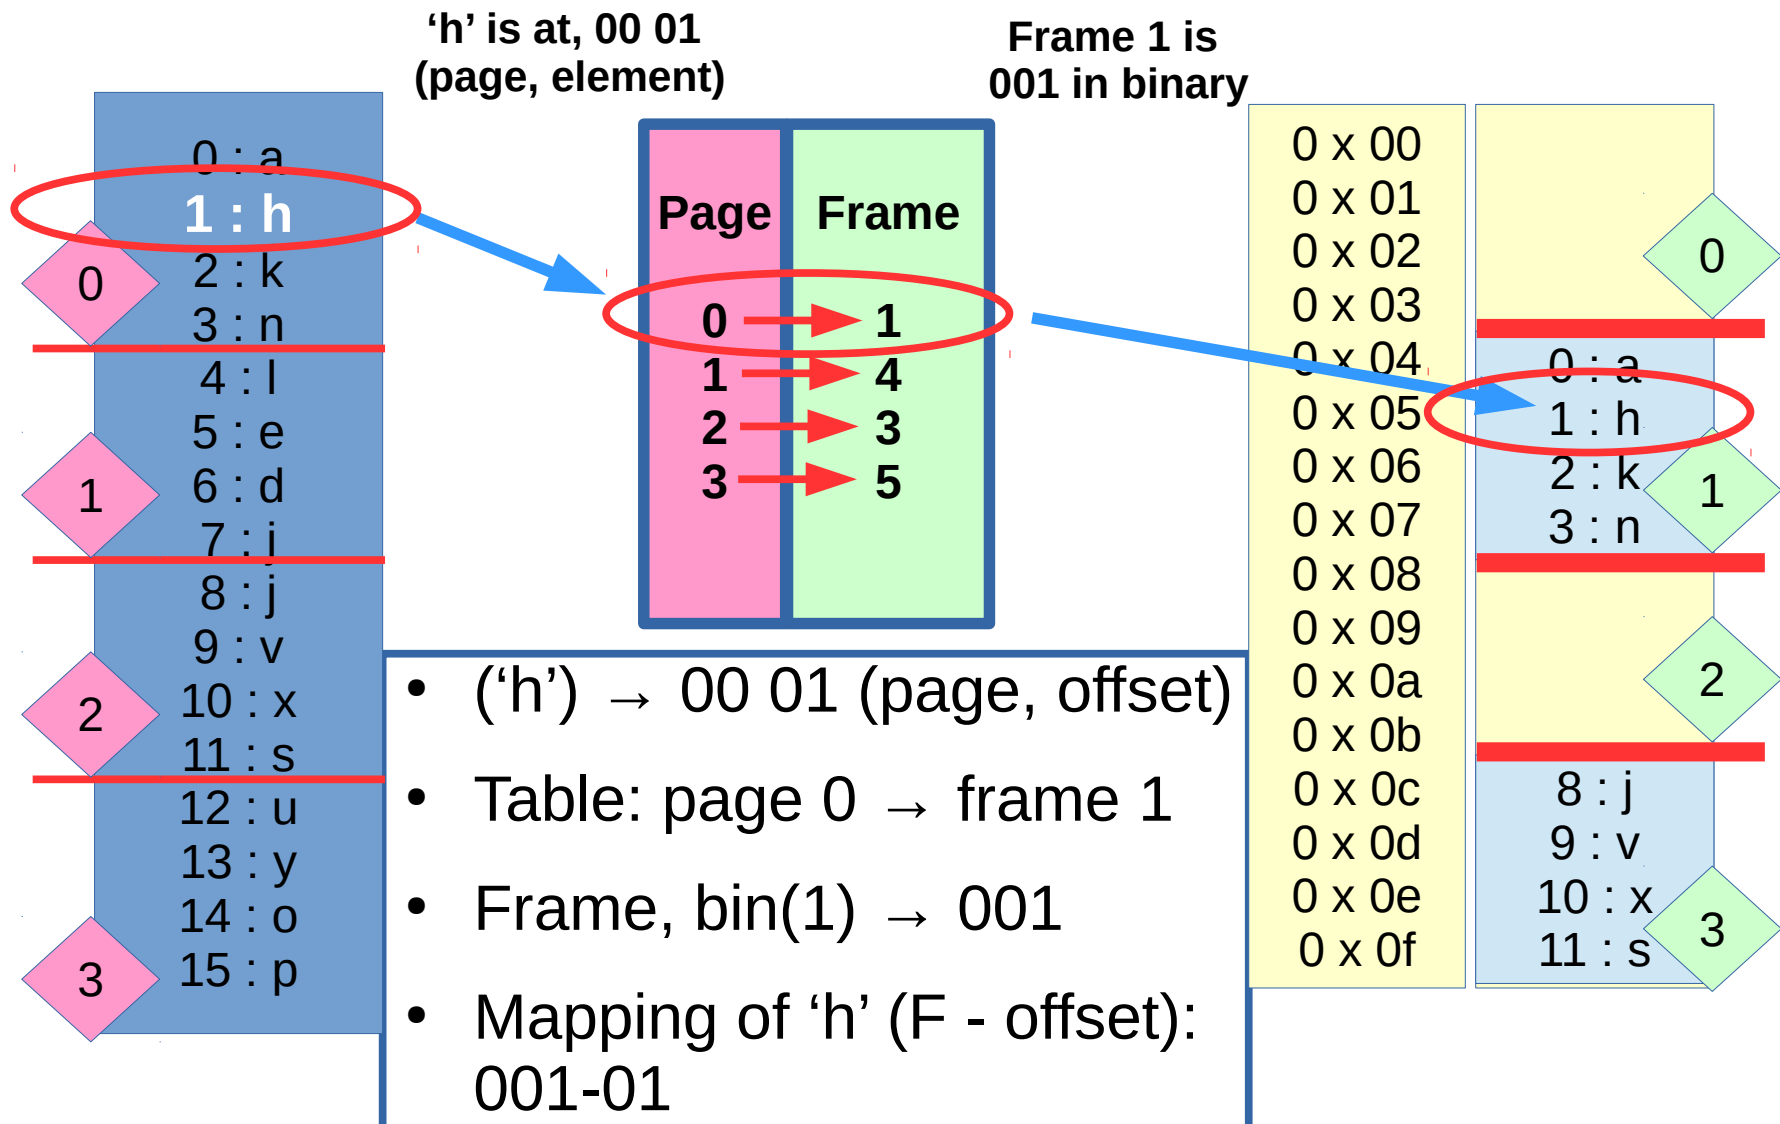 ‘h’ is at, 00 01
(page, element)
Frame 1 is
001 in binary
0 : a
1 : h
2 : k
3 : n
4 : l
5 : e
6 : d
7 : j
8 : j
9 : v
10 : x
11 : s
12 : u
13 : y
14 : o
15 : p
0
1
2
3
Page Frame
0 1
1 4
2 3
3 5
• (‘h’) → 00 01 (page, offset)
• Table: page 0 → frame 1
• Frame, bin(1) → 001
• Mapping of ‘h’ (F - offset):
001-01
0 x 00
0 x 01
0 x 02
0 x 03
0 x 04
0 x 05
0 x 06
0 x 07
0 x 08
0 x 09
0 x 0a
0 x 0b
0 x 0c
0 x 0d
0 x 0e
0 x 0f
0 : a
1 : h
2 : k
3 : n
8 : j
9 : v
10 : x
11 : s
0
1
2
3